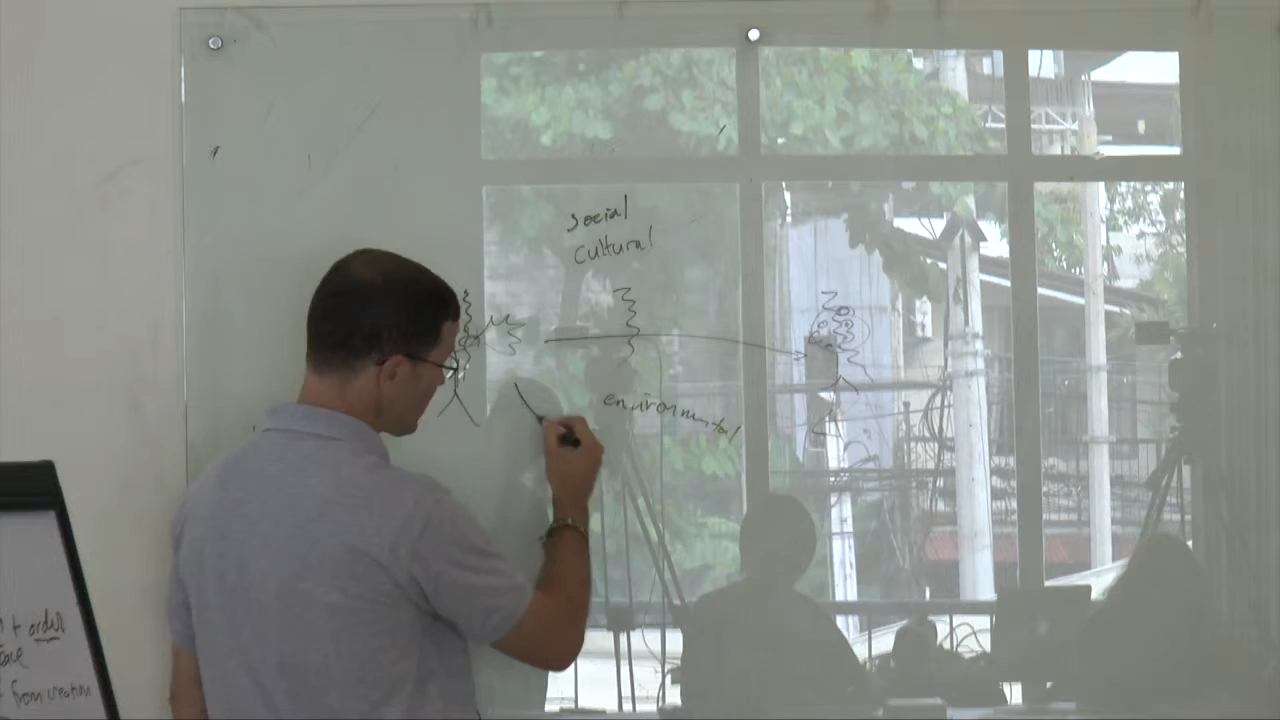 social
cultural
environmental
+ order
from creation